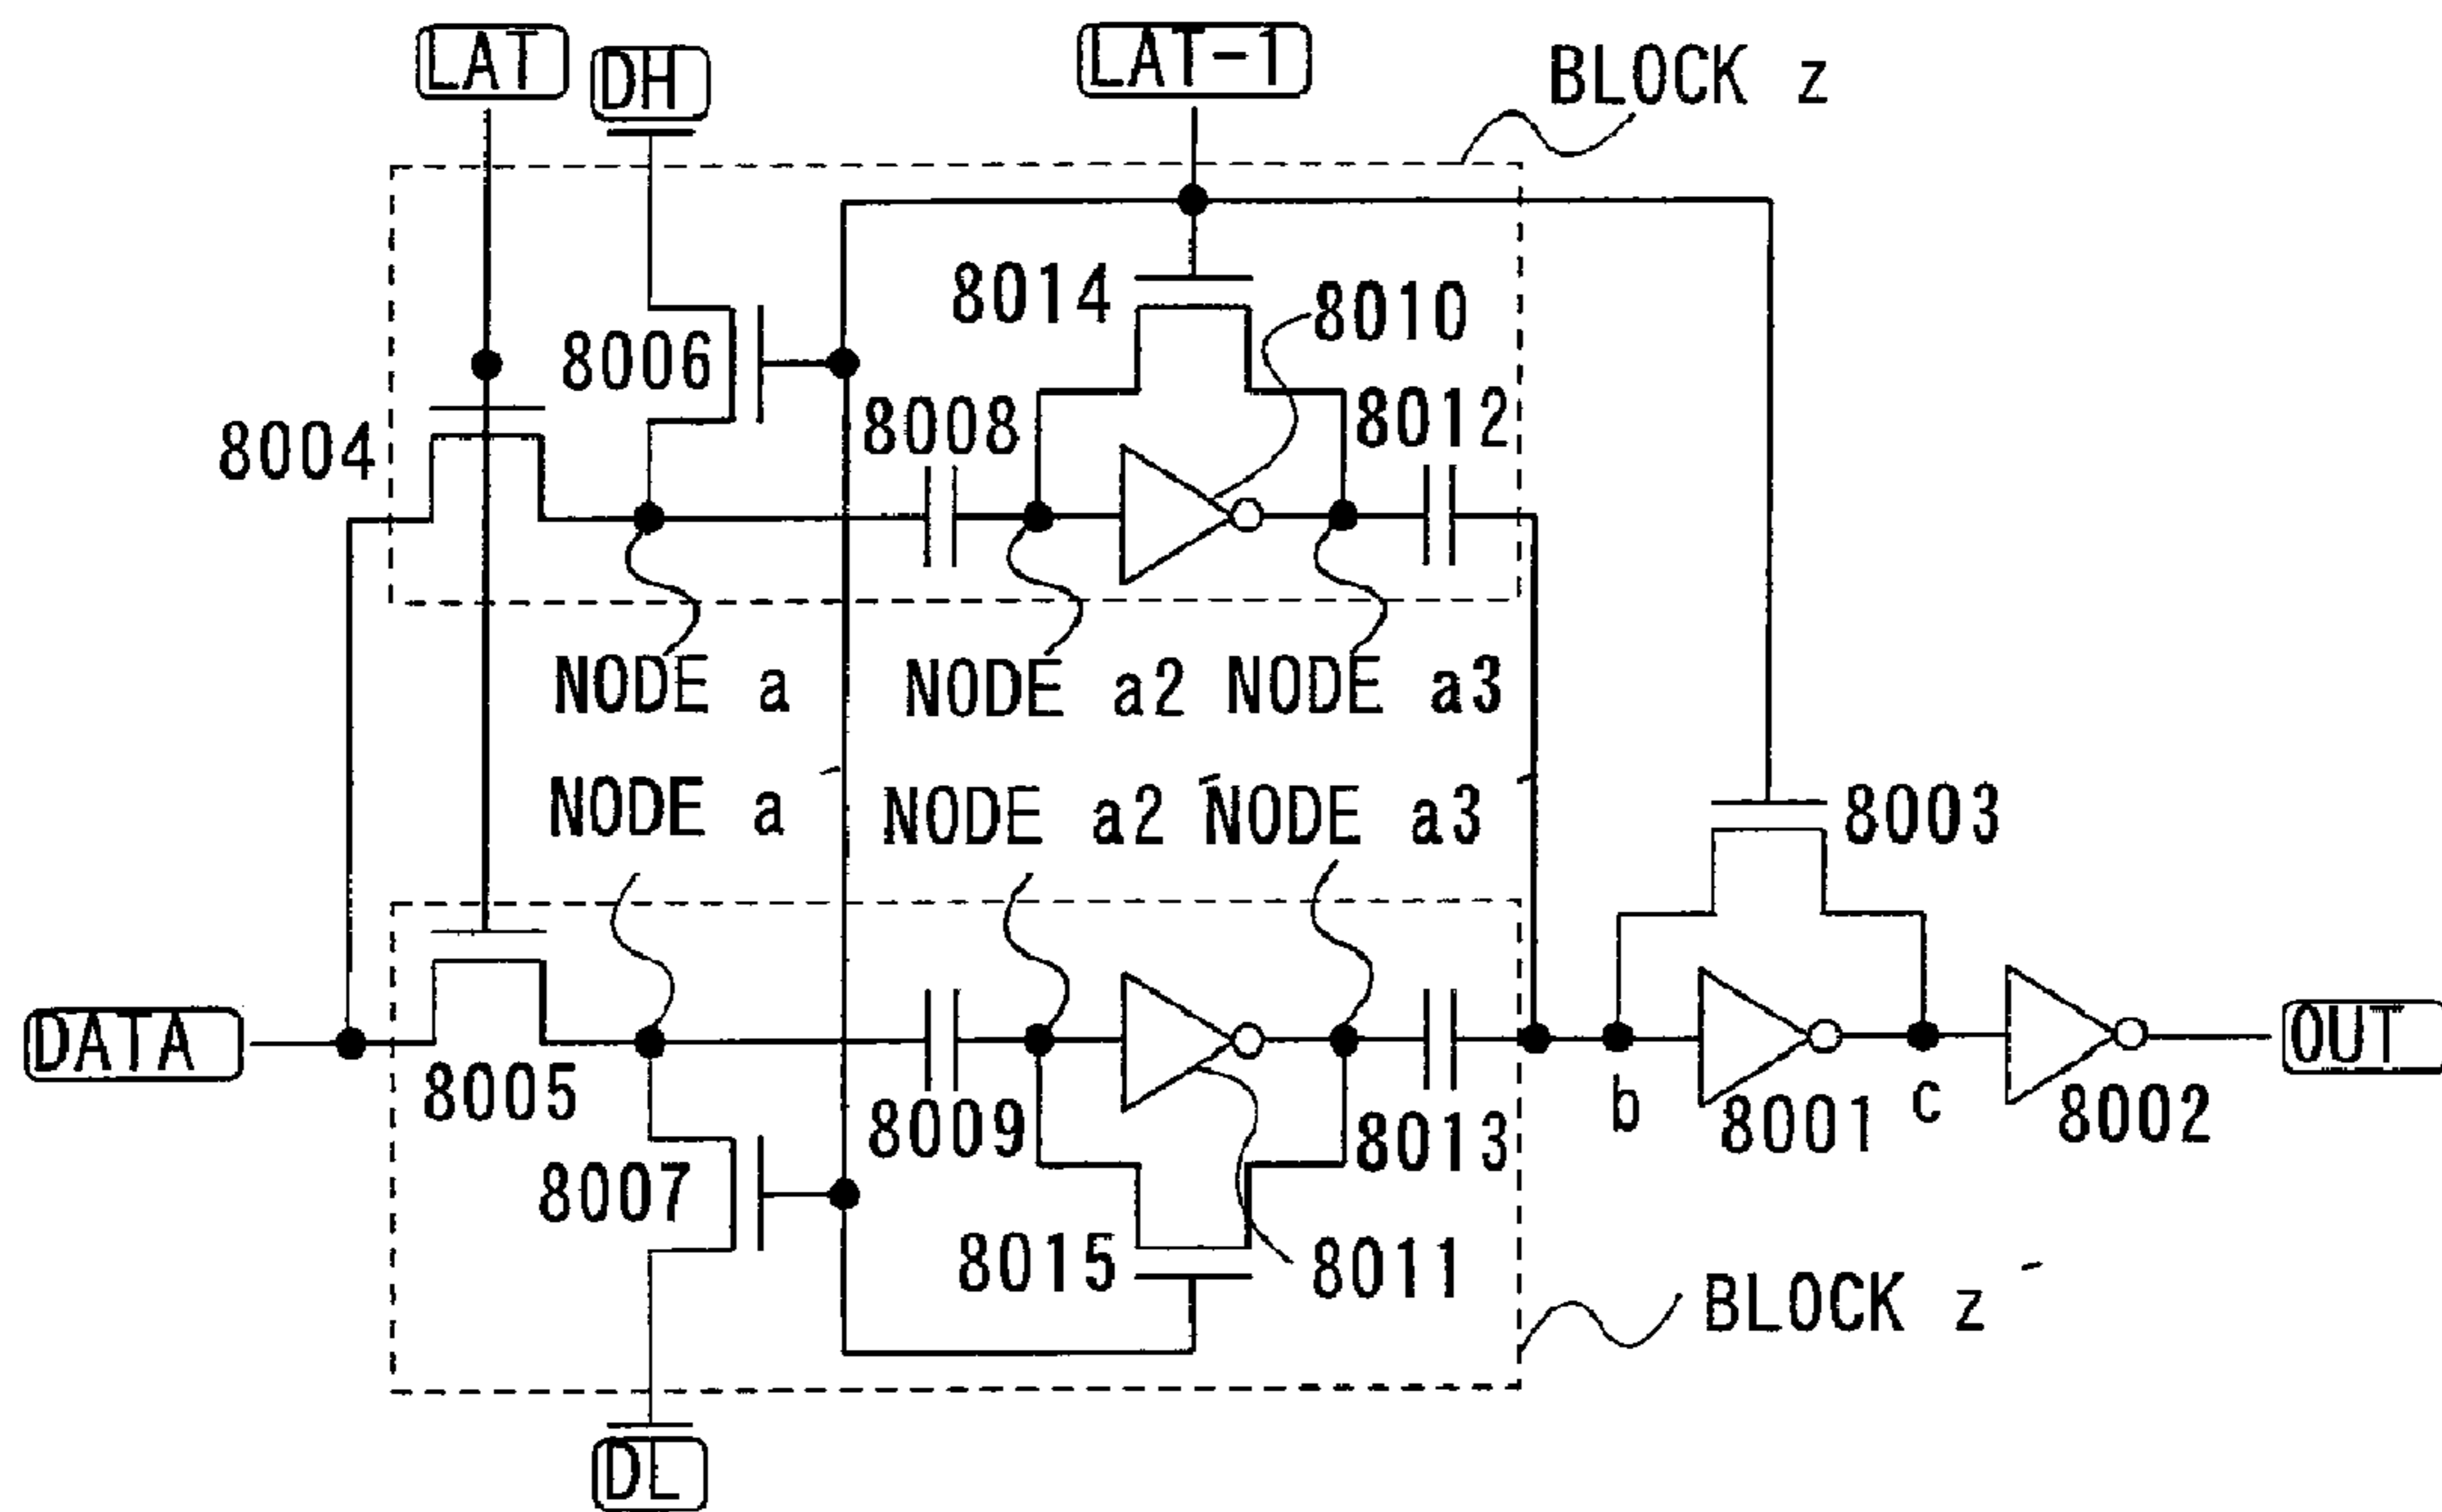 LAT
DH
LAT-1
BLOCK z
8014
8010
8006
8008
8012
8004
NODE a
NODE a2
NODE a3
NODE a´
NODE a2´
NODE a3´
8003
DATA
8005
8009
8013
b
8001
c
8002
OUT
8007
8015
8011
BLOCK z´
DL